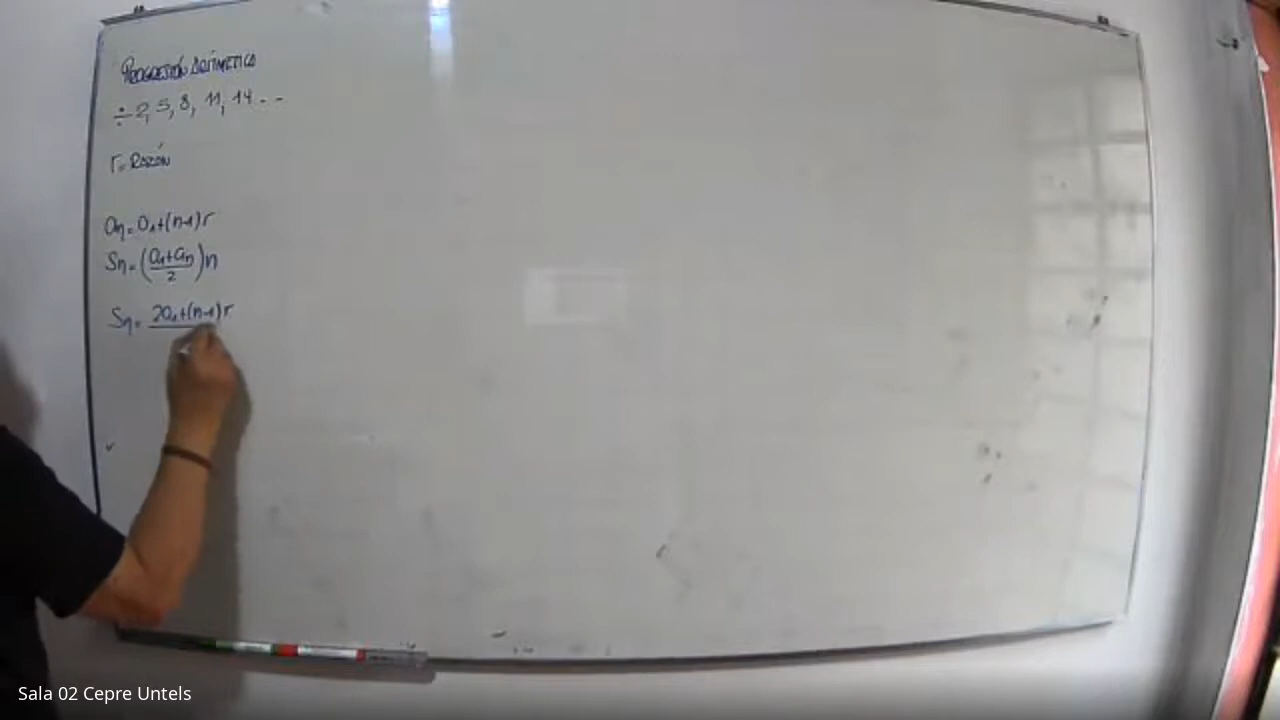 PROGRESIÓN ARITMETICA
÷ 2, 5, 8, 11, 14 . - -
r = RAZÓN
an = a1+(n-1)r
Sn = (a1+an/2)n
Sn = 2a1+(n-1)r
Sala 02 Cepre Untels